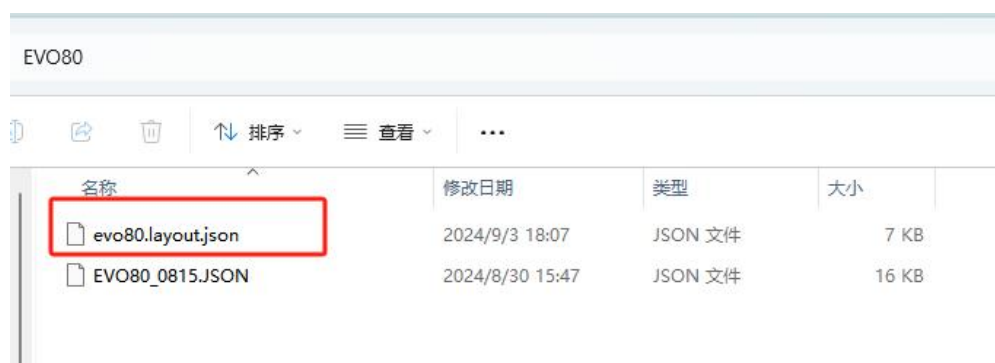 EVO80
排序 查看 ...
名称 修改日期 类型 大小
evo80.layout.json 2024/9/3 18:07 JSON 文件 7 KB
EVO80_0815.JSON 2024/8/30 15:47 JSON 文件 16 KB